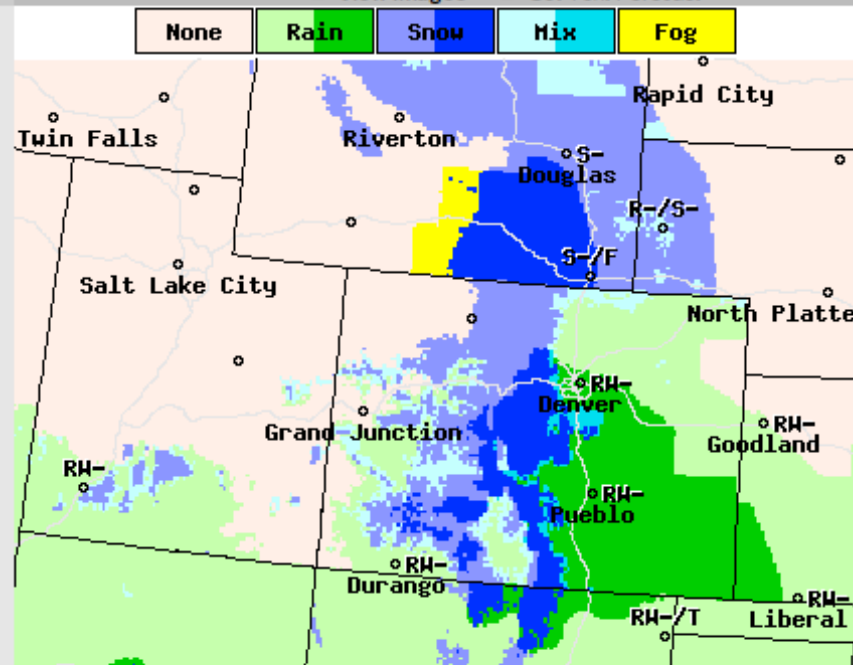 None Rain Snow Mix Fog
Rapid City
Twin Falls
Riverton
S-
Douglas
R-/S-
S-/F
Salt Lake City
North Platte
RW-
Denver
Grand Junction
RW-
Goodland
RW-
RW-
Pueblo
RW-
Durango
RW-
Liberal
RW-/T